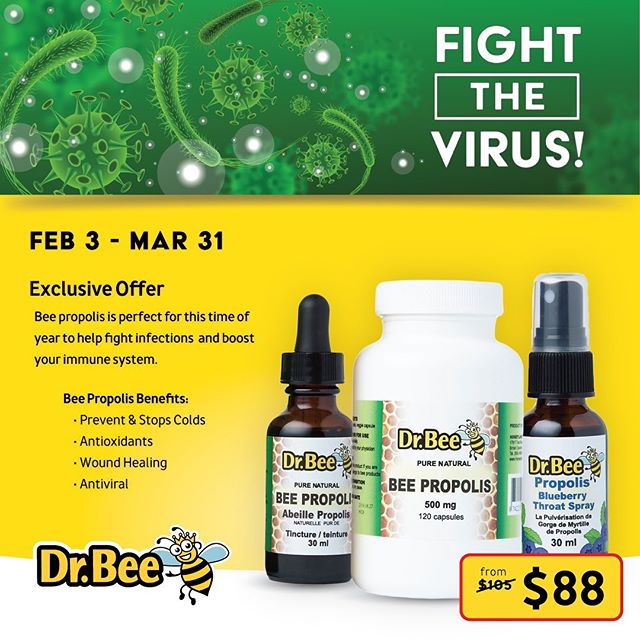 FIGHT
THE
VIRUS!
FEB 3 - MAR 31
Exclusive Offer
Bee propolis is perfect for this time of
year to help fight infections and boost
your immune system.
Bee Propolis Benefits:
• Prevent & Stops Colds
• Antioxidants
• Wound Healing
• Antiviral
Dr.Bee
PURE NATURAL
BEE PROPOLI
Abeille Propolis
NATURELLE PUR DE
Tincture / teinture
30 ml
Dr.Bee
PURE NATURAL
BEE PROPOLIS
500 mg
120 capsules
Dr.Bee
Propolis
Blueberry
Throat Spray
La Pulvérisation de
Gorge de Myrtille
de Propolis
30 ml
Dr.Bee
from
$105
$88